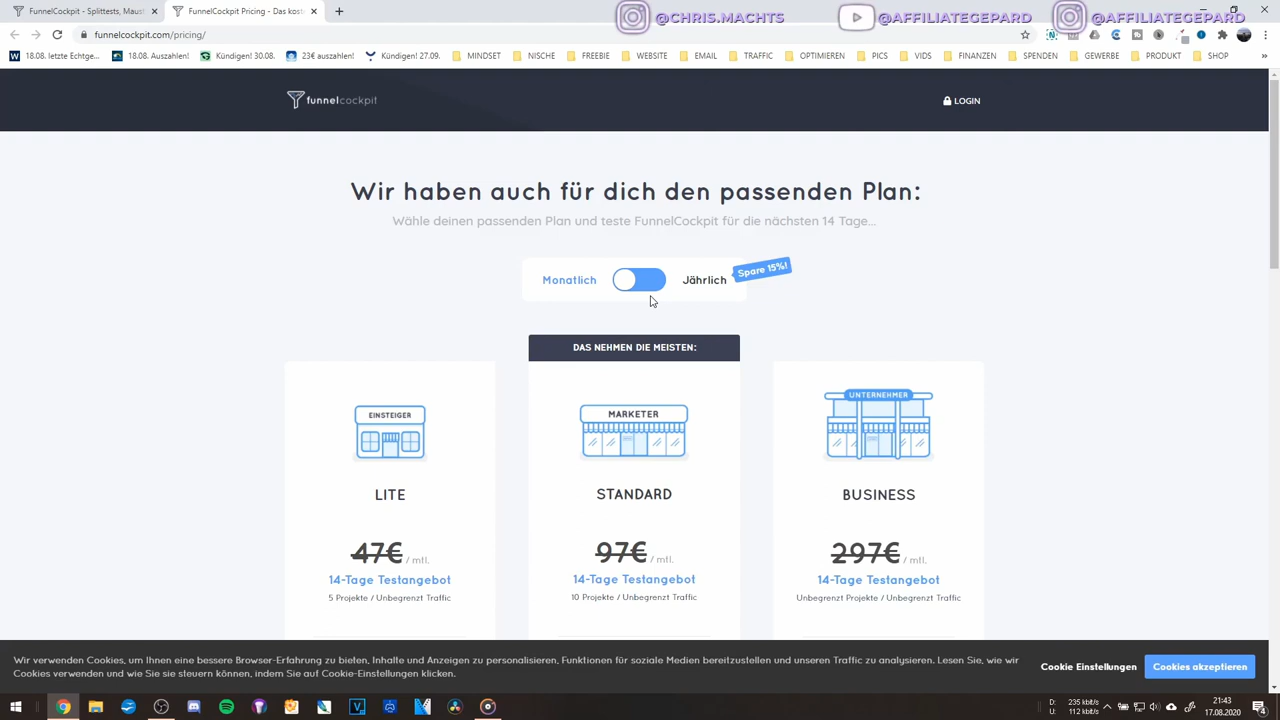 FunnelCockpit - Splittests, Maus
FunnelCockpit Pricing - Das kost
@CHRIS.MACHTS
@AFFILIATEGEPARD
@AFFILIATEGEPARD
funnelcockpit.com/pricing/
18.08. letzte Echtge...
18.08. Auszahlen!
Kündigen! 30.08.
23€ auszahlen!
Kündigen! 27.09.
MINDSET
NISCHE
FREEBIE
WEBSITE
EMAIL
TRAFFIC
OPTIMIEREN
PICS
VIDS
FINANZEN
SPENDEN
GEWERBE
PRODUKT
SHOP
funnelcockpit
LOGIN
Wir haben auch für dich den passenden Plan:
Wähle deinen passenden Plan und teste FunnelCockpit für die nächsten 14 Tage...
Monatlich
Jährlich
Spare 15%!
DAS NEHMEN DIE MEISTEN:
EINSTEIGER
MARKETER
UNTERNEHMER
LITE
STANDARD
BUSINESS
47€ / mtl.
97€ / mtl.
297€ / mtl.
14-Tage Testangebot
14-Tage Testangebot
14-Tage Testangebot
5 Projekte / Unbegrenzt Traffic
10 Projekte / Unbegrenzt Traffic
Unbegrenzt Projekte / Unbegrenzt Traffic
Wir verwenden Cookies, um Ihnen eine bessere Browser-Erfahrung zu bieten, Inhalte und Anzeigen zu personalisieren, Funktionen für soziale Medien bereitzustellen und unseren Traffic zu analysieren. Lesen Sie, wie wir
Cookies verwenden und wie Sie sie steuern können, indem Sie auf Cookie-Einstellungen klicken.
Cookie Einstellungen
Cookies akzeptieren
D: 235 kbit/s
U: 112 kbit/s
21:43
17.08.2020